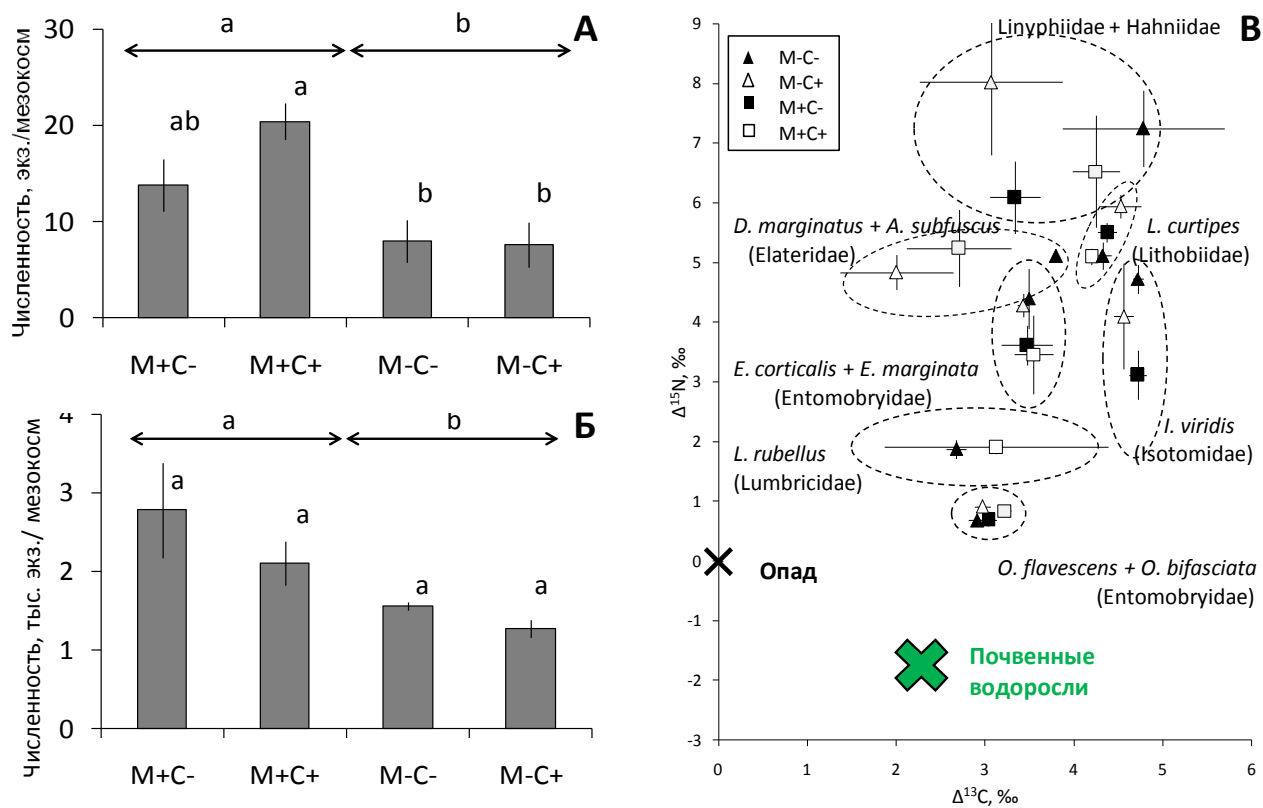 А
Численность, экз./мезокосм
30
20
10
0
a
b
ab
a
b
b
М+С-
М+С+
М-С-
М-С+
Б
Численность, тыс. экз./ мезокосм
4
3
2
1
0
a
b
a
a
a
a
М+С-
М+С+
М-С-
М-С+
В
Δ15N, ‰
9
8
7
6
5
4
3
2
1
0
-1
-2
-3
M-C-
M-C+
M+C-
M+C+
Linyphiidae + Hahniidae
D. marginatus + A. subfuscus
(Elateridae)
L. curtipes
(Lithobiidae)
E. corticalis + E. marginata
(Entomobryidae)
I. viridis
(Isotomidae)
L. rubellus
(Lumbricidae)
Опад
O. flavescens + O. bifasciata
(Entomobryidae)
Почвенные
водоросли
0 1 2 3 4 5 6
Δ13C, ‰